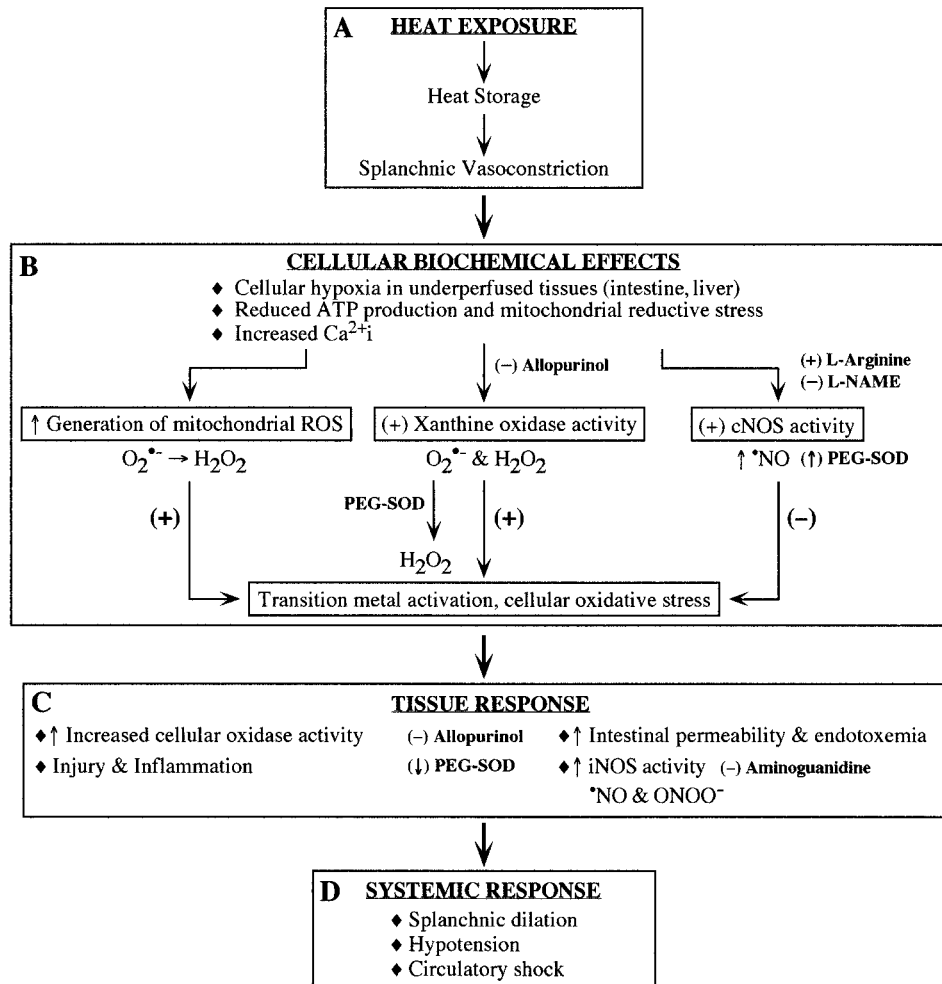 A HEAT EXPOSURE
Heat Storage
Splanchnic Vasoconstriction
B CELLULAR BIOCHEMICAL EFFECTS
♦ Cellular hypoxia in underperfused tissues (intestine, liver)
♦ Reduced ATP production and mitochondrial reductive stress
♦ Increased Ca²⁺i
(–) Allopurinol
(+) L-Arginine
(–) L-NAME
↑ Generation of mitochondrial ROS
(+) Xanthine oxidase activity
(+) cNOS activity
O₂•⁻ → H₂O₂
O₂•⁻ & H₂O₂
↑ •NO (↑) PEG-SOD
(+)
PEG-SOD
(+)
(–)
H₂O₂
Transition metal activation, cellular oxidative stress
C TISSUE RESPONSE
♦ ↑ Increased cellular oxidase activity
(–) Allopurinol
♦ ↑ Intestinal permeability & endotoxemia
♦ Injury & Inflammation
(↓) PEG-SOD
♦ ↑ iNOS activity (–) Aminoguanidine
•NO & ONOO⁻
D SYSTEMIC RESPONSE
♦ Splanchnic dilation
♦ Hypotension
♦ Circulatory shock